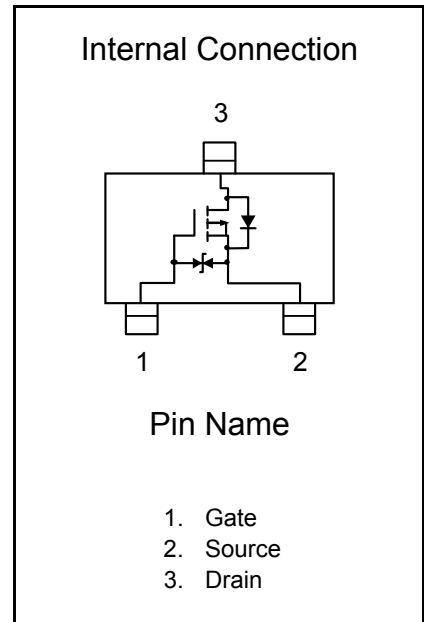 Internal Connection
3
1 2
Pin Name
1. Gate
2. Source
3. Drain